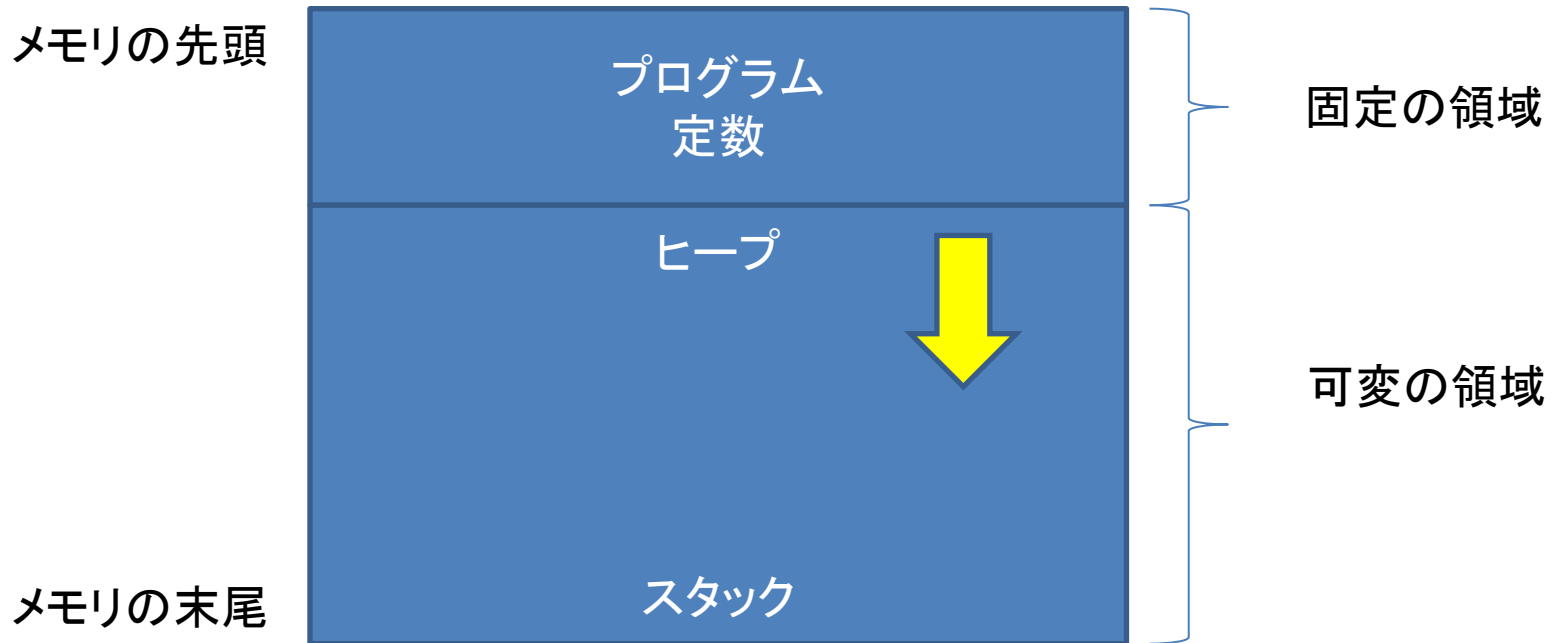 メモリの先頭
プログラム
定数
固定の領域
ヒープ
可変の領域
メモリの末尾
スタック